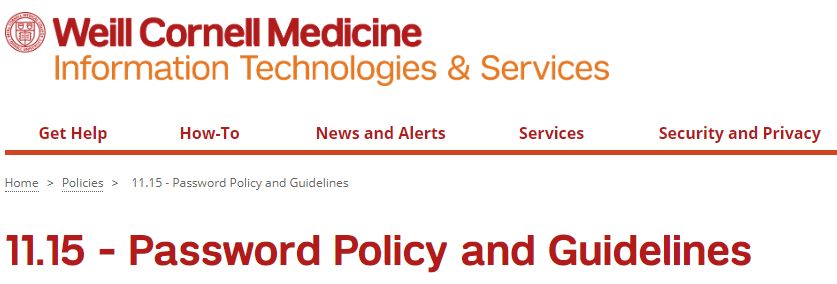 Weill Cornell Medicine
Information Technologies & Services
Get Help How-To News and Alerts Services Security and Privacy
Home > Policies > 11.15 - Password Policy and Guidelines
11.15 - Password Policy and Guidelines